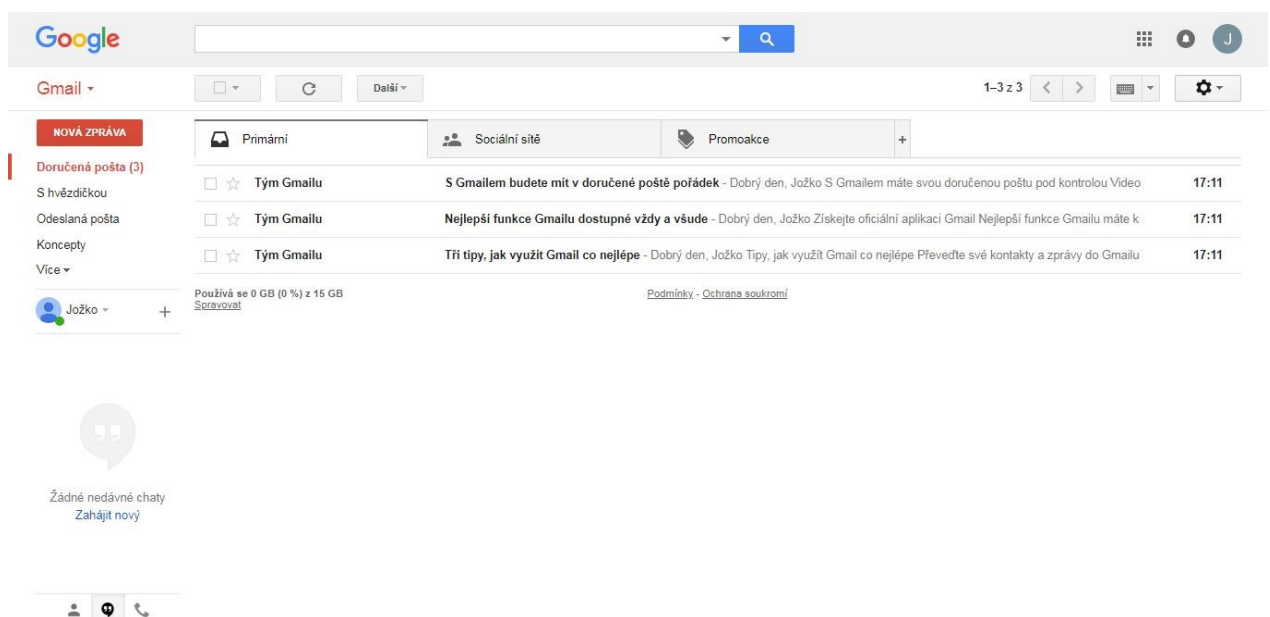 Google
J
Gmail
Další
1–3 z 3
NOVÁ ZPRÁVA
Primární
Sociální sítě
Promoakce
+
Doručená pošta (3)
S hvězdičkou
Odeslaná pošta
Koncepty
Více
Tým Gmailu S Gmailem budete mít v doručené poště pořádek - Dobrý den, Jožko S Gmailem máte svou doručenou poštu pod kontrolou Video 17:11
Tým Gmailu Nejlepší funkce Gmailu dostupné vždy a všude - Dobrý den, Jožko Získejte oficiální aplikaci Gmail Nejlepší funkce Gmailu máte k 17:11
Tým Gmailu Tři tipy, jak využít Gmail co nejlépe - Dobrý den, Jožko Tipy, jak využít Gmail co nejlépe Převeďte své kontakty a zprávy do Gmailu 17:11
Používá se 0 GB (0 %) z 15 GB
Spravovat
Podmínky - Ochrana soukromí
Jožko +
Žádné nedávné chaty
Zahájit nový